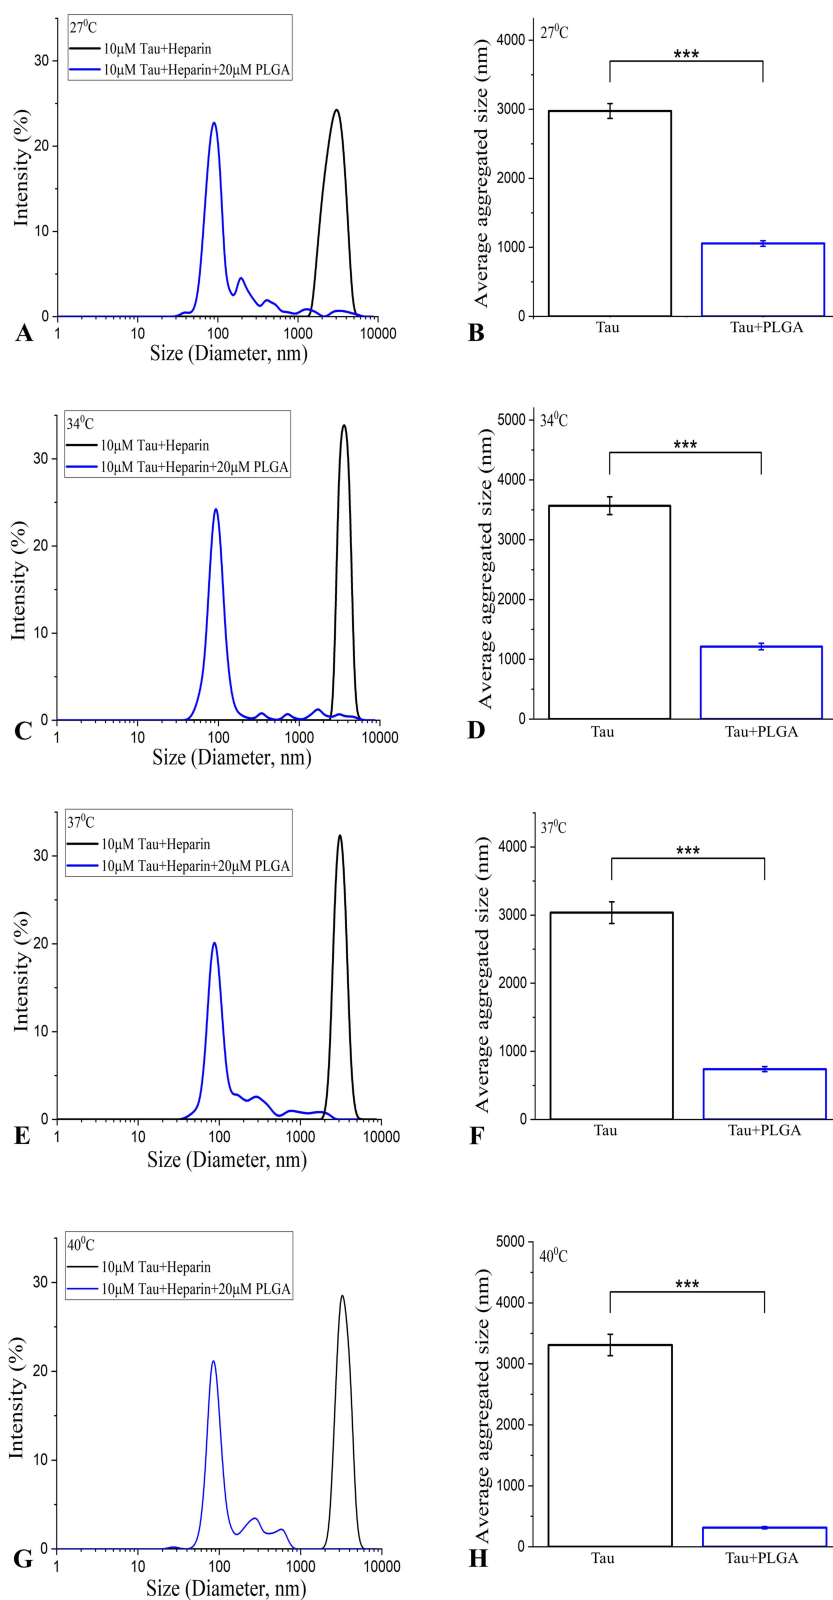 27⁰C
10μM Tau+Heparin
10μM Tau+Heparin+20μM PLGA
30
20
10
0
Intensity (%)
1 10 100 1000 10000
Size (Diameter, nm)
A
27⁰C
***
4000
3000
2000
1000
0
Average aggregated size (nm)
Tau Tau+PLGA
B
34⁰C
10μM Tau+Heparin
10μM Tau+Heparin+20μM PLGA
30
20
10
0
Intensity (%)
1 10 100 1000 10000
Size (Diameter, nm)
C
34⁰C
***
5000
4000
3000
2000
1000
0
Average aggregated size (nm)
Tau Tau+PLGA
D
37⁰C
10μM Tau+Heparin
10μM Tau+Heparin+20μM PLGA
30
20
10
0
Intensity (%)
1 10 100 1000 10000
Size (Diameter, nm)
E
37⁰C
***
4000
3000
2000
1000
0
Average aggregated size (nm)
Tau Tau+PLGA
F
40⁰C
10μM Tau+Heparin
10μM Tau+Heparin+20μM PLGA
30
20
10
0
Intensity (%)
1 10 100 1000 10000
Size (Diameter, nm)
G
40⁰C
***
5000
4000
3000
2000
1000
0
Average aggregated size (nm)
Tau Tau+PLGA
H